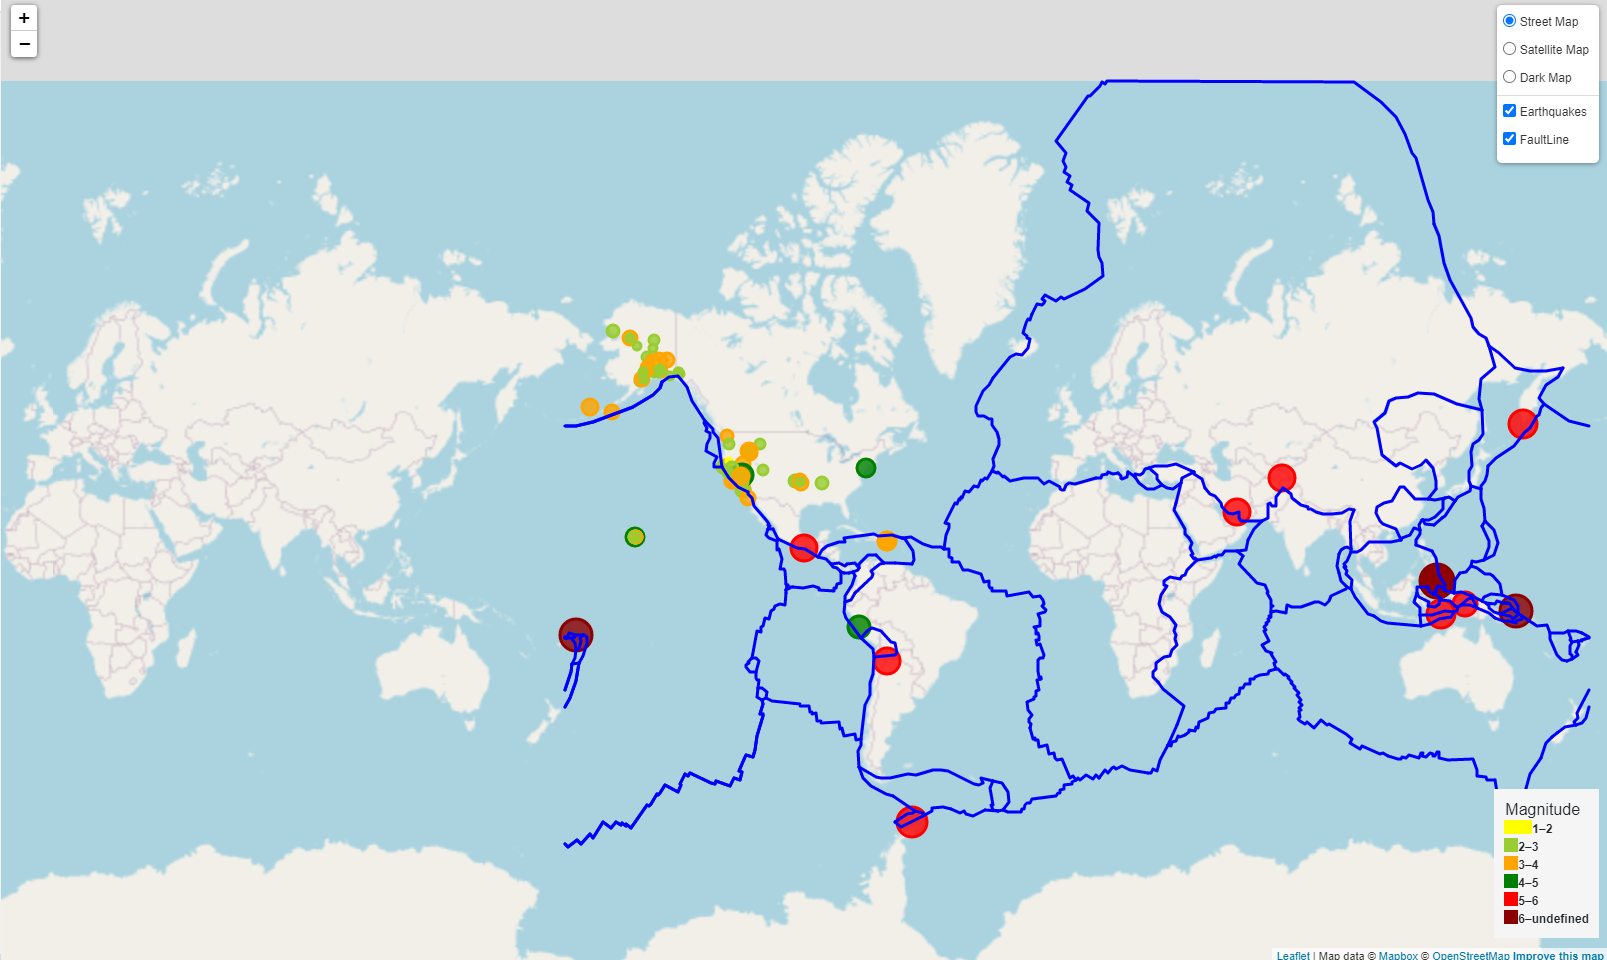 +
−
Street Map
Satellite Map
Dark Map
Earthquakes
FaultLine
Magnitude
1–2
2–3
3–4
4–5
5–6
6–undefined
Leaflet | Map data © Mapbox © OpenStreetMap Improve this map